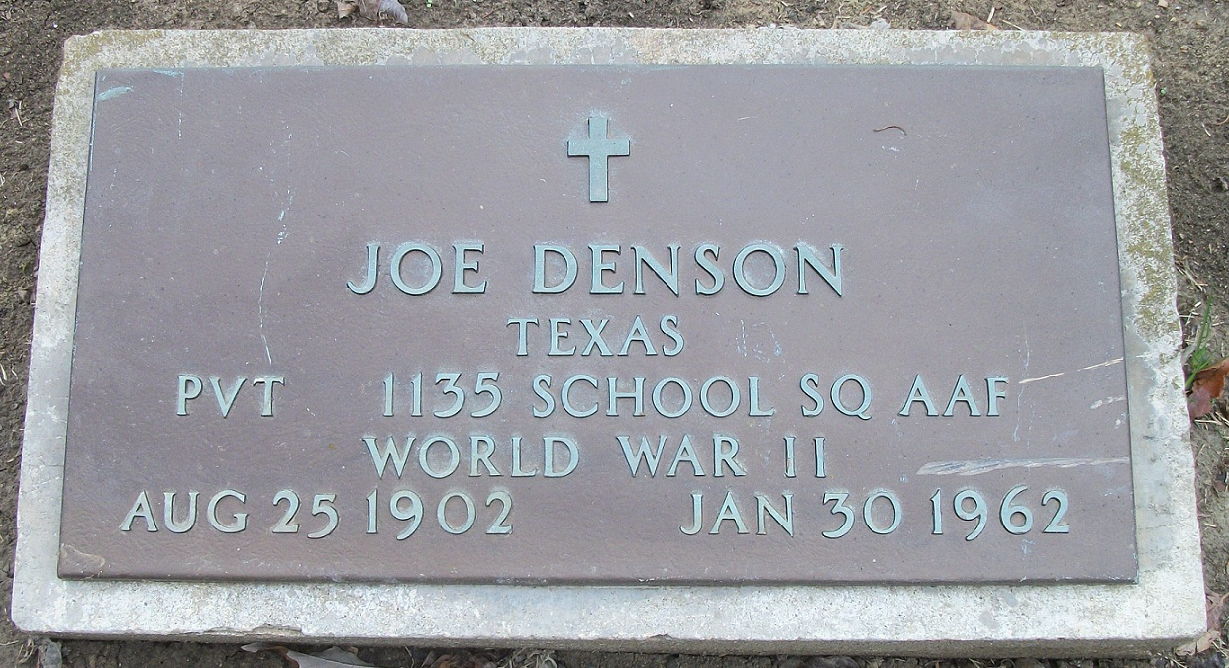 JOE DENSON
TEXAS
PVT 1135 SCHOOL SQ AAF
WORLD WAR II
AUG 25 1902 JAN 30 1962